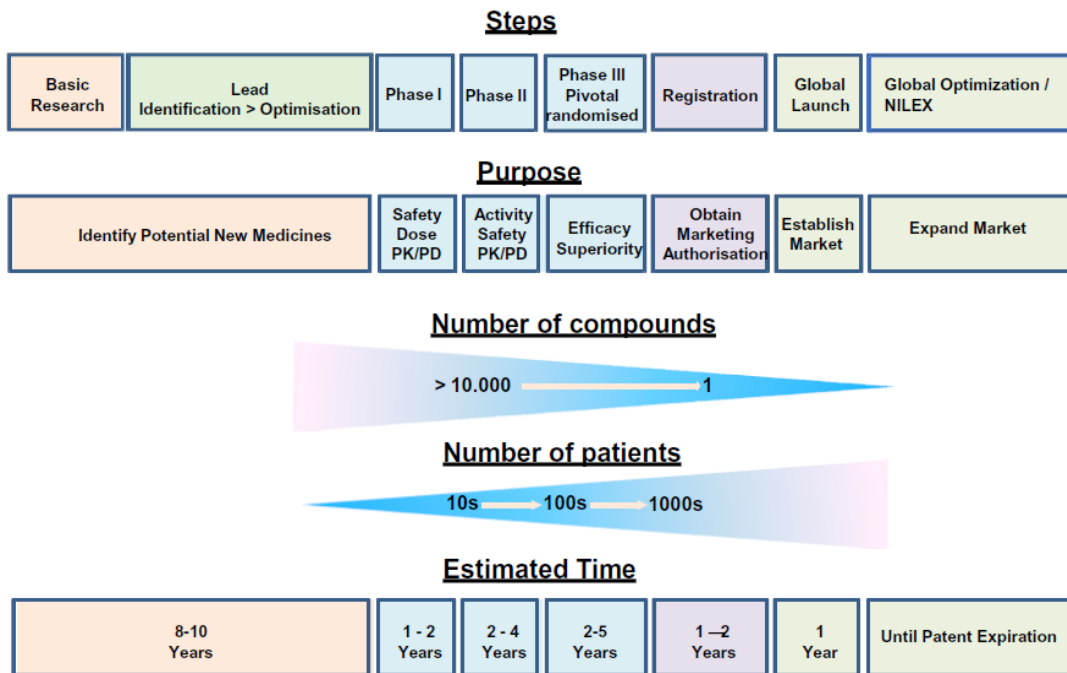 Steps
Basic
Research
Lead
Identification > Optimisation
Phase I
Phase II
Phase III
Pivotal
randomised
Registration
Global
Launch
Global Optimization /
NILEX
Purpose
Identify Potential New Medicines
Safety
Dose
PK/PD
Activity
Safety
PK/PD
Efficacy
Superiority
Obtain
Marketing
Authorisation
Establish
Market
Expand Market
Number of compounds
> 10.000
1
Number of patients
10s
100s
1000s
Estimated Time
8-10
Years
1 - 2
Years
2 - 4
Years
2-5
Years
1 —2
Years
1
Year
Until Patent Expiration